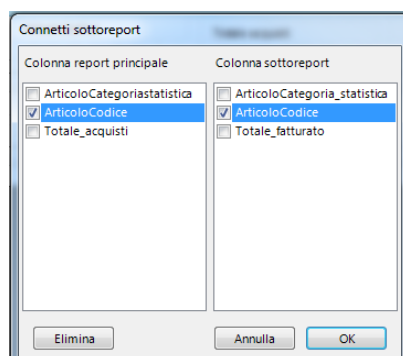 Connetti sottoreport
Colonna report principale Colonna sottoreport
ArticoloCategoriastatistica ArticoloCategoria_statistica
ArticoloCodice ArticoloCodice
Totale_acquisti Totale_fatturato
Elimina Annulla OK